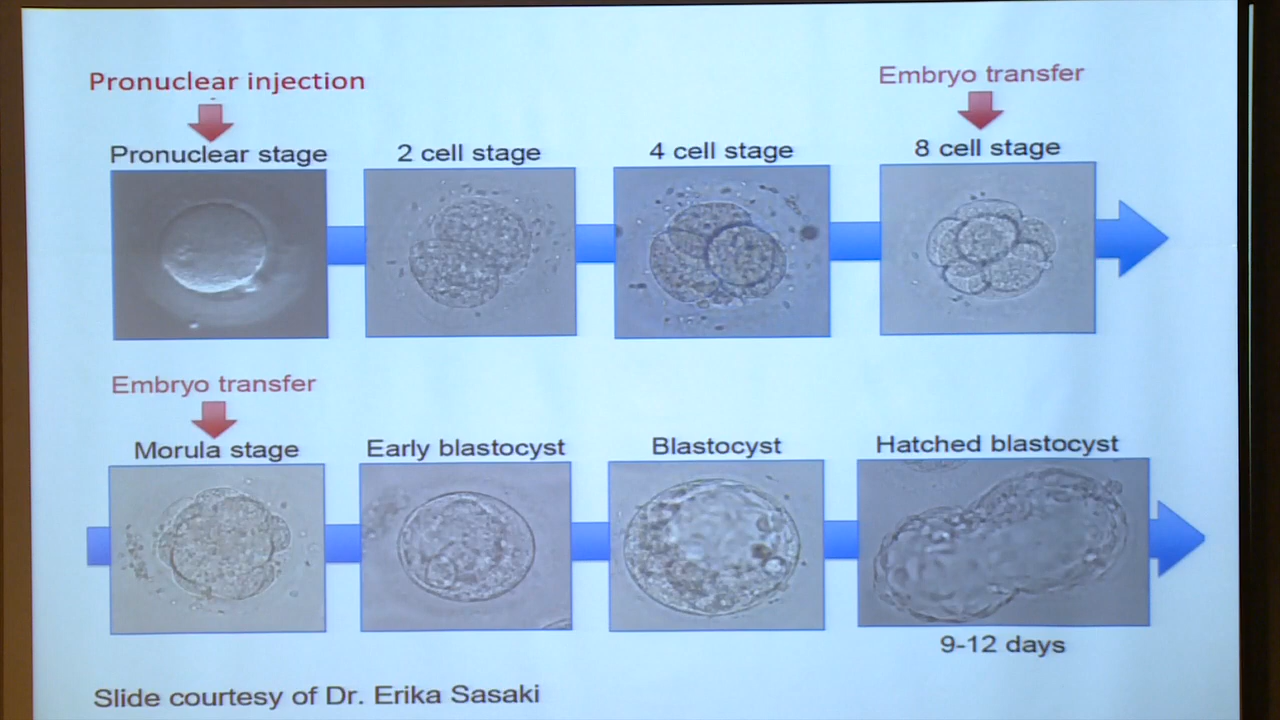 Pronuclear injection
Embryo transfer
Pronuclear stage
2 cell stage
4 cell stage
8 cell stage
Embryo transfer
Morula stage
Early blastocyst
Blastocyst
Hatched blastocyst
9-12 days
Slide courtesy of Dr. Erika Sasaki